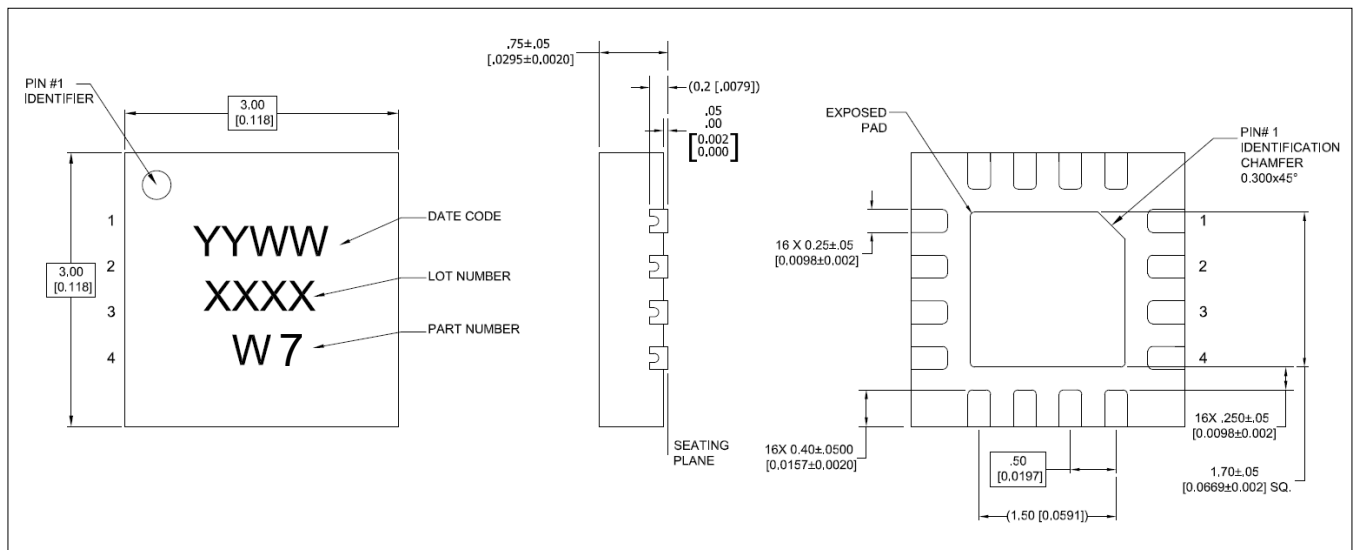 PIN #1
IDENTIFIER
3.00
[0.118]
3.00
[0.118]
1
2
3
4
YYWW
XXXX
W 7
DATE CODE
LOT NUMBER
PART NUMBER
.75±.05
[.0295±0.0020]
(0.2 [.0079])
.05
.00
[0.002
0.000]
SEATING
PLANE
EXPOSED
PAD
PIN# 1
IDENTIFICATION
CHAMFER
0.300x45°
16 X 0.25±.05
[0.0098±0.002]
1
2
3
4
16X 0.40±.0500
[0.0157±0.0020]
16X .250±.05
[0.0098±0.002]
.50
[0.0197]
1.70±.05
[0.0669±0.002] SQ.
(1.50 [0.0591])